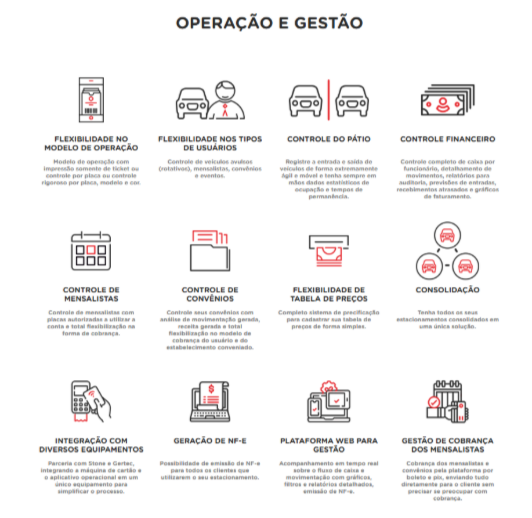 OPERAÇÃO E GESTÃO
FLEXIBILIDADE NO
MODELO DE OPERAÇÃO
Modelo de operação com
impressão somente de ticket ou
controle por placa ou controle
rigoroso por placa, modelo e cor.
FLEXIBILIDADE NOS TIPOS
DE USUÁRIOS
Controle de veículos avulsos
(rotativos), mensalistas, convênios
e eventos.
CONTROLE DO PÁTIO
Registre a entrada e saída de
veículos de forma extremamente
ágil e móvel e tenha sempre em
mãos dados estatísticos de
ocupação e tempos de
permanência.
CONTROLE FINANCEIRO
Controle completo de caixa por
funcionário, detalhamento de
movimentos, relatórios para
auditoria, previsões de entradas,
recebimentos atrasados e gráficos
de faturamento.
CONTROLE DE
MENSALISTAS
Controle de mensalistas com
placas autorizadas a utilizar a
conta e total flexibilização na
forma de cobrança.
CONTROLE DE
CONVÊNIOS
Controle seus convênios com
análise de movimentação gerada,
receita gerada e total
flexibilização no modelo de
cobrança do usuário e do
estabelecimento conveniado.
FLEXIBILIDADE DE
TABELA DE PREÇOS
Completo sistema de precificação
para cadastrar sua tabela de
preços de forma simples.
CONSOLIDAÇÃO
Tenha todos os seus
estacionamentos consolidados em
uma única solução.
INTEGRAÇÃO COM
DIVERSOS EQUIPAMENTOS
Parceria com Stone e Gertec,
integrando a máquina de cartão e
o aplicativo operacional em um
único equipamento para
simplificar o processo.
GERAÇÃO DE NF-E
Possibilidade de emissão de NF-e
para todos os clientes que
utilizarem o seu estacionamento.
PLATAFORMA WEB PARA
GESTÃO
Acompanhamento em tempo real
sobre o fluxo de caixa e
movimentação com gráficos,
filtros e relatórios detalhados,
emissão de NF-e.
GESTÃO DE COBRANÇA
DOS MENSALISTAS
Cobrança dos mensalistas e
convênios pela plataforma por
boleto e pix, enviando tudo
diretamente para o cliente sem
precisar se preocupar com
cobrança.